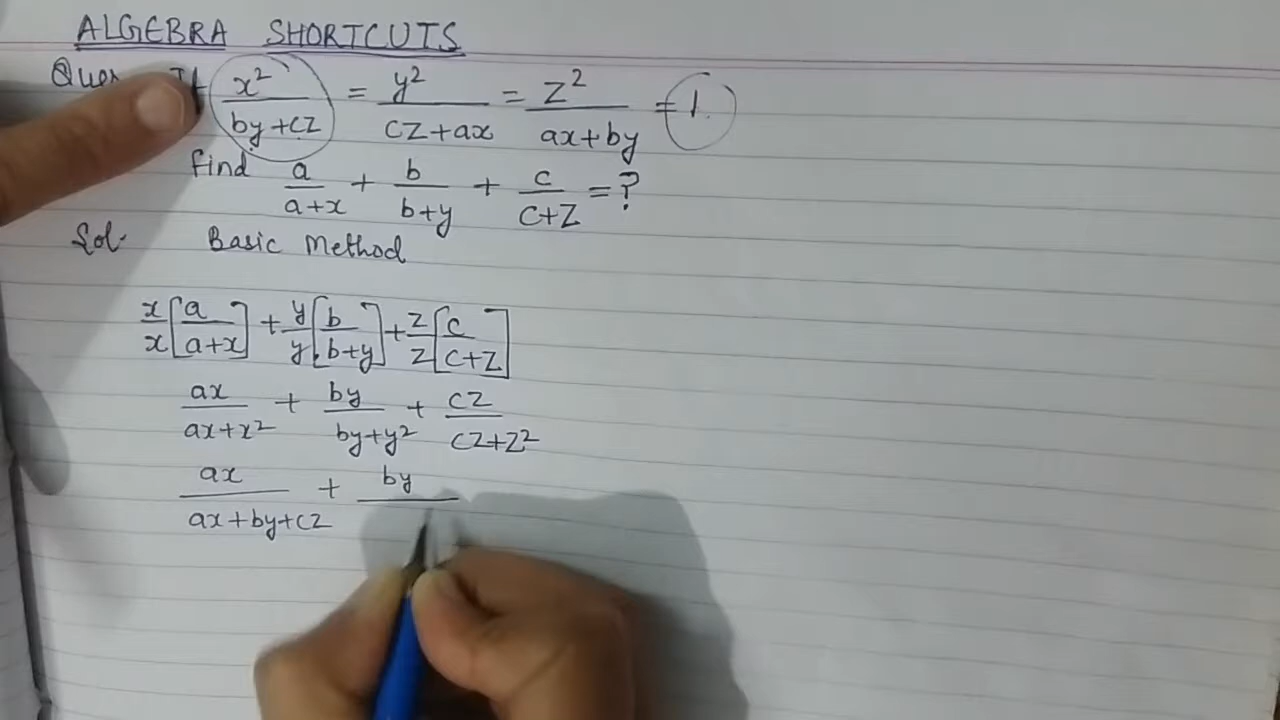 ALGEBRA SHORTCUTS
Ques x²/by+cz = y²/cz+ax = z²/ax+by = 1
find a/a+x + b/b+y + c/c+z = ?
Sol. Basic Method
x/x[a/a+x] + y/y[b/b+y] + z/z[c/c+z]
ax/ax+x² + by/by+y² + cz/cz+z²
ax/ax+by+cz + by/